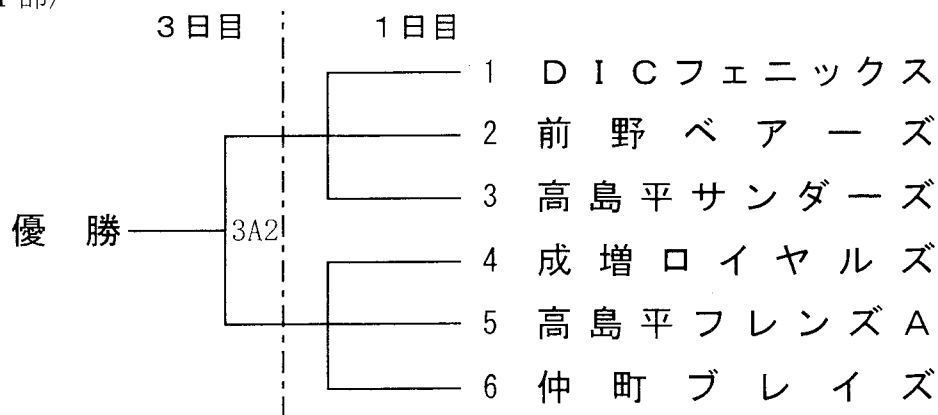 3日目 1日目
1 DICフェニックス
2 前野ベアーズ
3 高島平サンダーズ
優勝 3A2
4 成増ロイヤルズ
5 高島平フレンズA
6 仲町ブレイズ